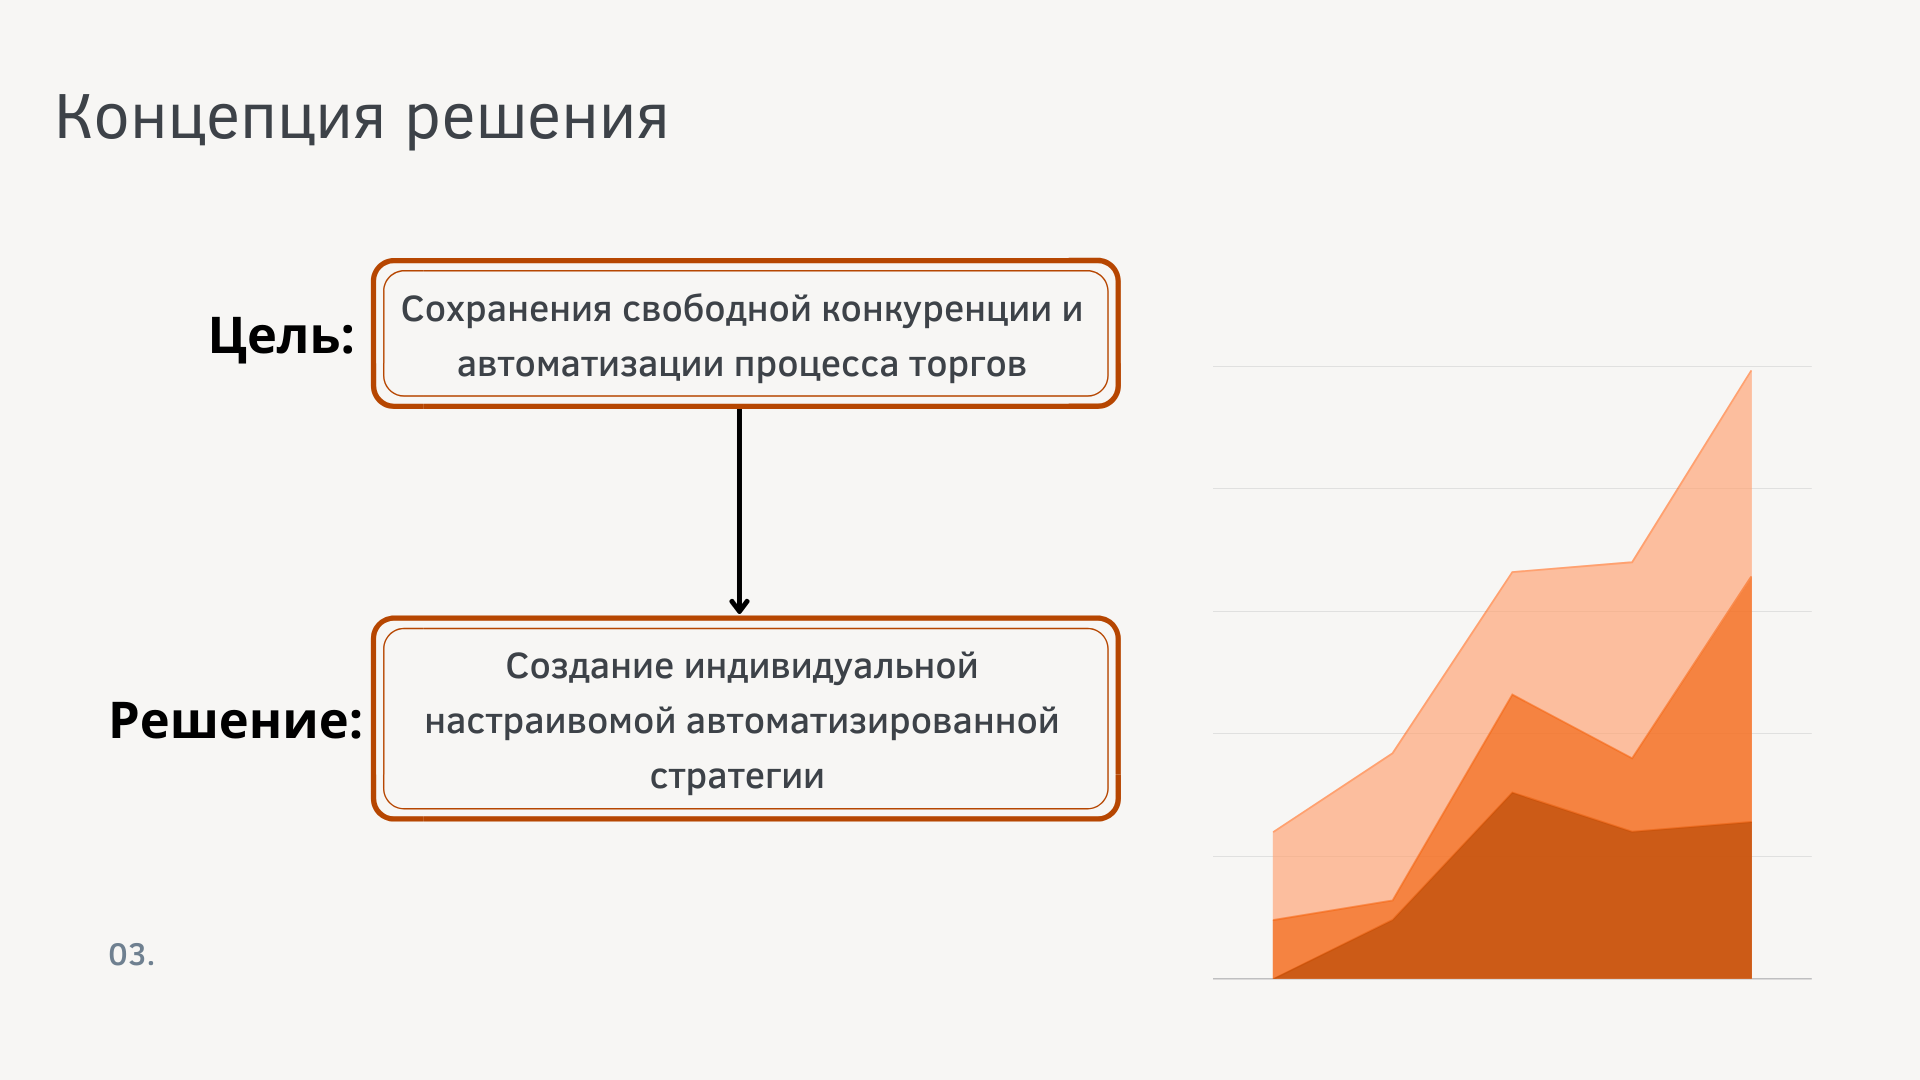 Концепция решения
Цель:
Сохранения свободной конкуренции и
автоматизации процесса торгов
Решение:
Создание индивидуальной
настраивомой автоматизированной
стратегии
03.